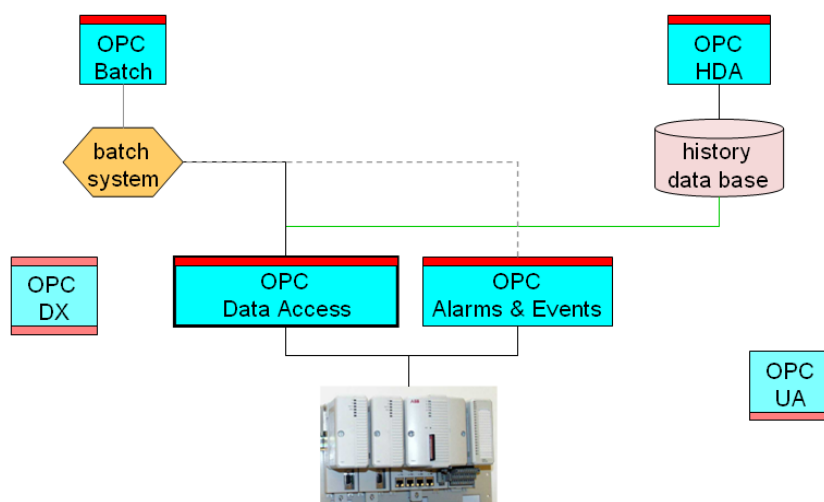 OPC
Batch
OPC
HDA
batch
system
history
data base
OPC
DX
OPC
Data Access
OPC
Alarms & Events
OPC
UA
ABB